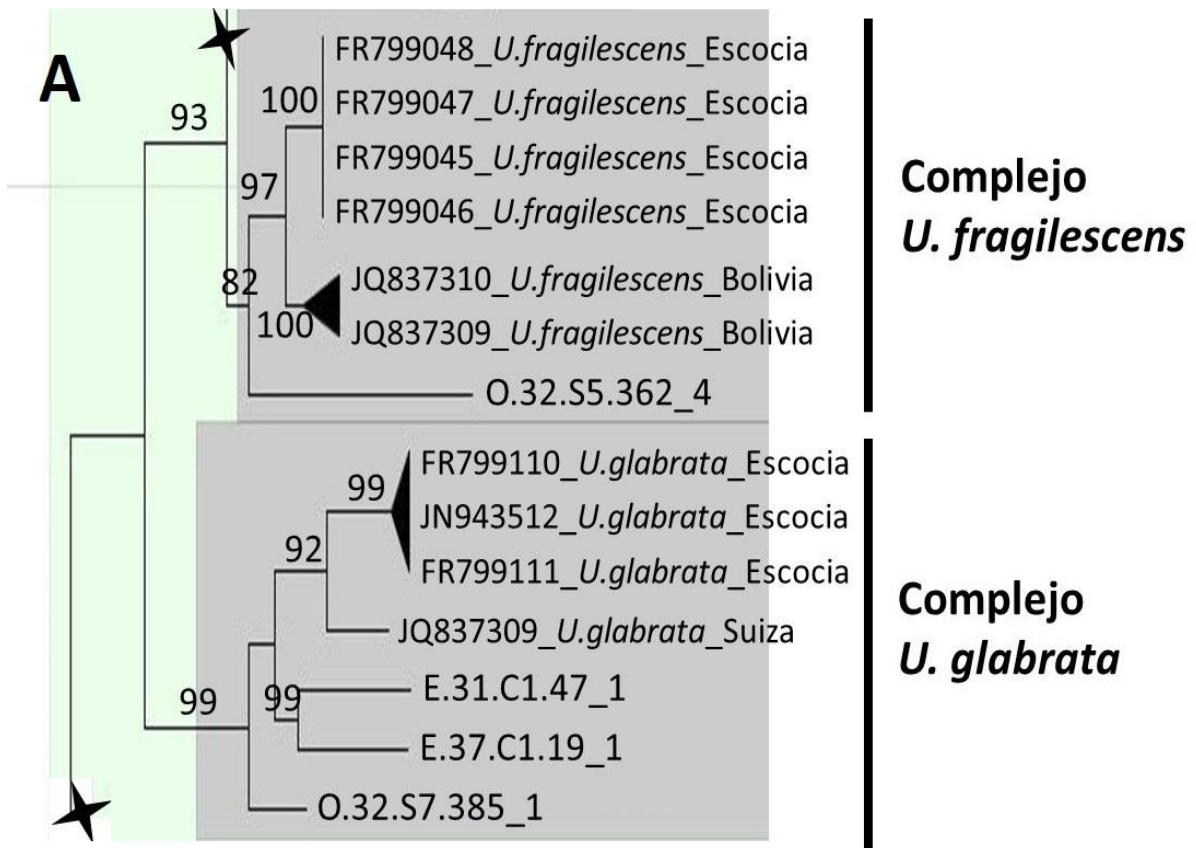 A
93
100
97
82
100
FR799048_U.fragilescens_Escocia
FR799047_U.fragilescens_Escocia
FR799045_U.fragilescens_Escocia
FR799046_U.fragilescens_Escocia
JQ837310_U.fragilescens_Bolivia
JQ837309_U.fragilescens_Bolivia
O.32.S5.362_4
Complejo
U. fragilescens
99
92
99
99
FR799110_U.glabrata_Escocia
JN943512_U.glabrata_Escocia
FR799111_U.glabrata_Escocia
JQ837309_U.glabrata_Suiza
E.31.C1.47_1
E.37.C1.19_1
O.32.S7.385_1
Complejo
U. glabrata